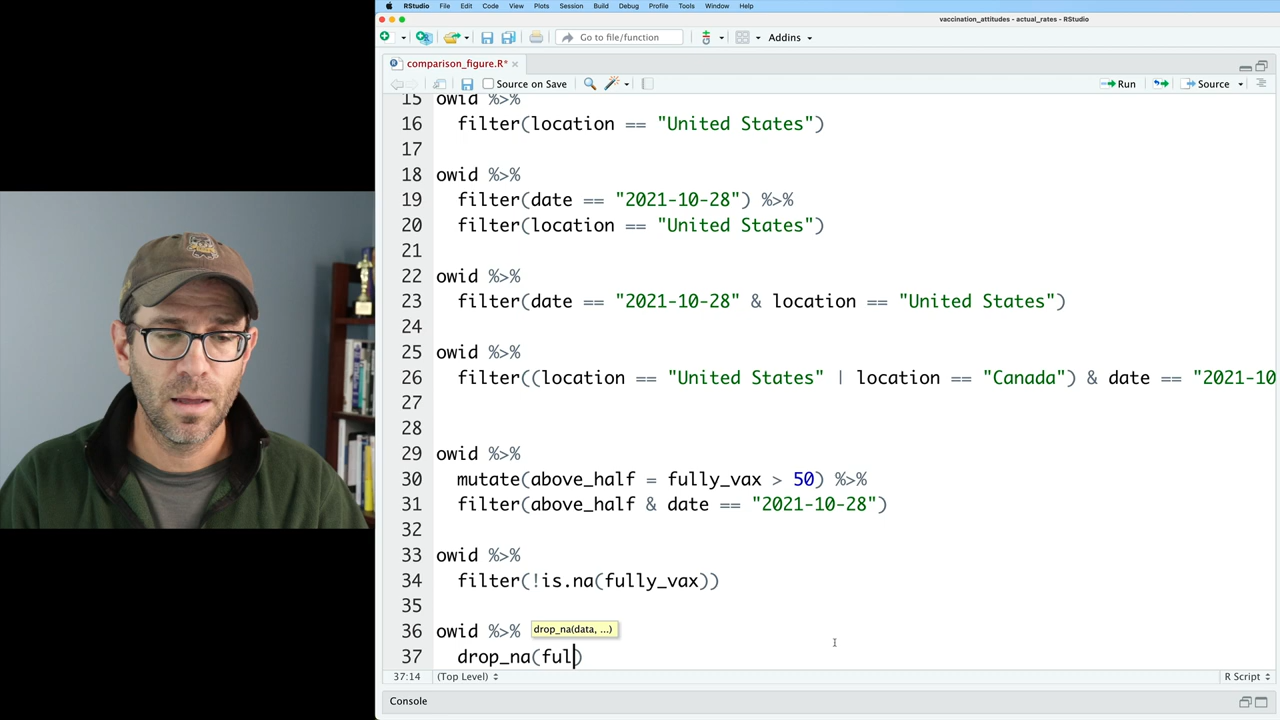 RStudio File Edit Code View Plots Session Build Debug Profile Tools Window Help
vaccination_attitudes - actual_rates - RStudio
Go to file/function Addins
comparison_figure.R*
Source on Save Run Source
15 owid %>%
16 filter(location == "United States")
17
18 owid %>%
19 filter(date == "2021-10-28") %>%
20 filter(location == "United States")
21
22 owid %>%
23 filter(date == "2021-10-28" & location == "United States")
24
25 owid %>%
26 filter((location == "United States" | location == "Canada") & date == "2021-10
27
28
29 owid %>%
30 mutate(above_half = fully_vax > 50) %>%
31 filter(above_half & date == "2021-10-28")
32
33 owid %>%
34 filter(!is.na(fully_vax))
35
36 owid %>% drop_na(data, ...)
37 drop_na(ful)
37:14 (Top Level) R Script
Console